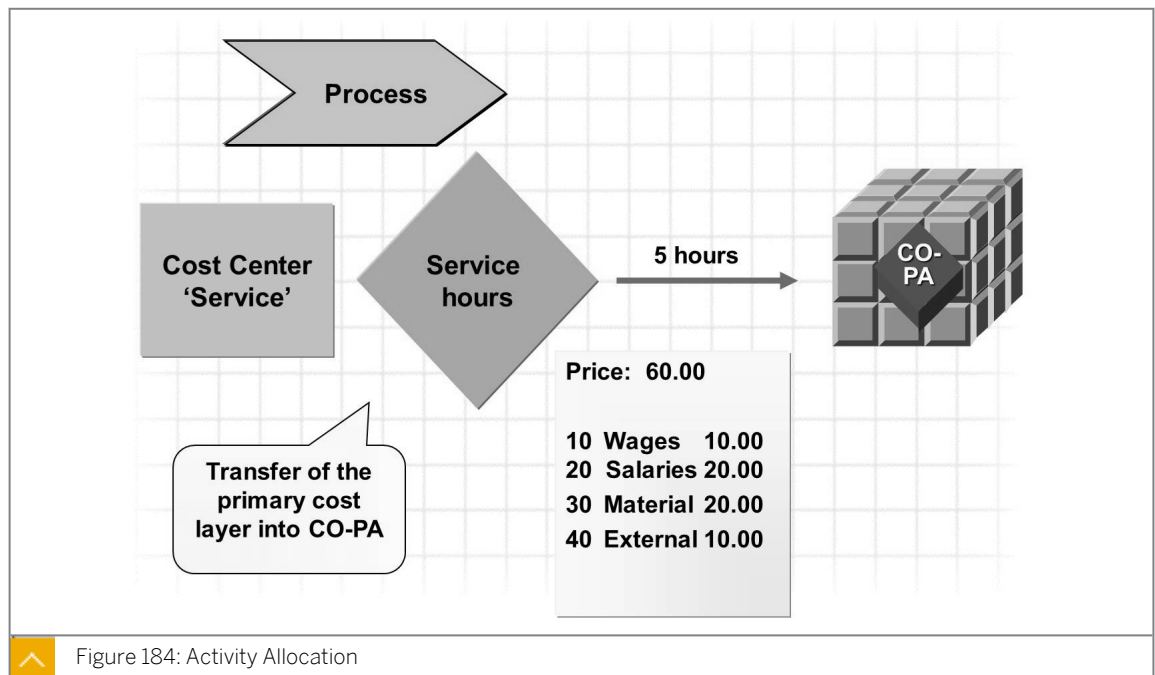 Process
Cost Center
'Service'
Service
hours
5 hours
CO-
PA
Price: 60.00
10 Wages 10.00
20 Salaries 20.00
30 Material 20.00
40 External 10.00
Transfer of the
primary cost
layer into CO-PA
Figure 184: Activity Allocation